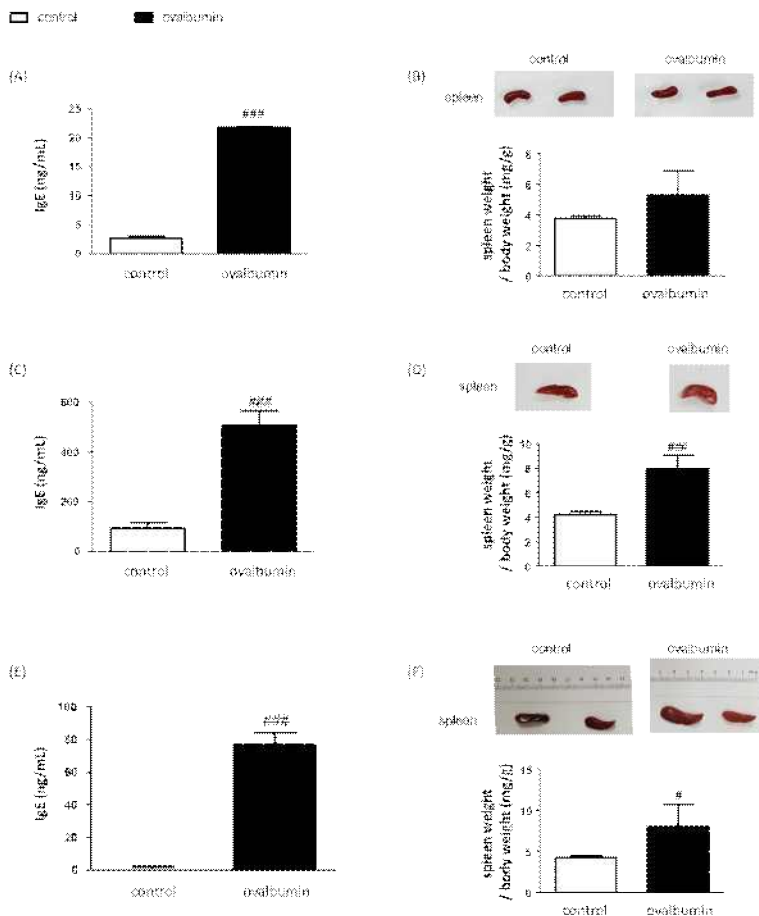 control ovalbumin
(A)
IgE (ng/mL)
25
20
15
10
5
0
###
control ovalbumin
(B)
control ovalbumin
spleen
spleen weight
/ body weight (mg/g)
8
6
4
2
0
control ovalbumin
(C)
IgE (ng/mL)
600
400
200
0
###
control ovalbumin
(D)
control ovalbumin
spleen
spleen weight
/ body weight (mg/g)
10
8
6
4
2
0
###
control ovalbumin
(E)
IgE (ng/mL)
100
80
60
40
20
0
###
control ovalbumin
(F)
control ovalbumin
spleen
spleen weight
/ body weight (mg/g)
15
10
5
0
#
control ovalbumin